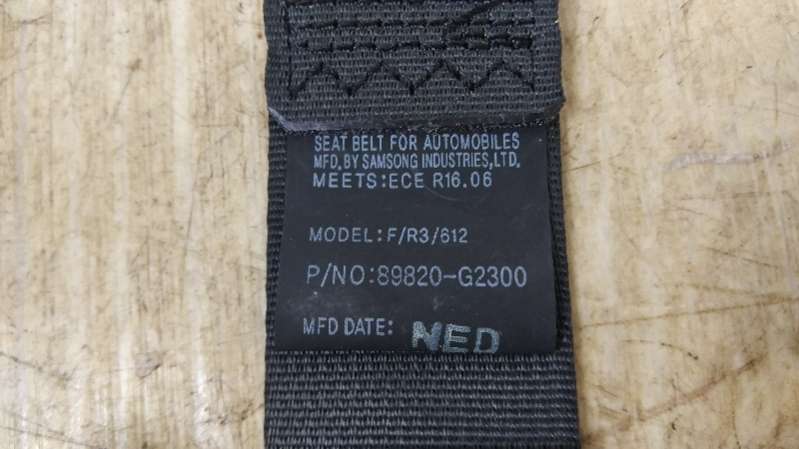 SEAT BELT FOR AUTOMOBILES
MFD. BY SAMSONG INDUSTRIES, LTD.
MEETS:ECE R16.06
MODEL: F/R3/612
P/NO:89820-G2300
MFD DATE: NED